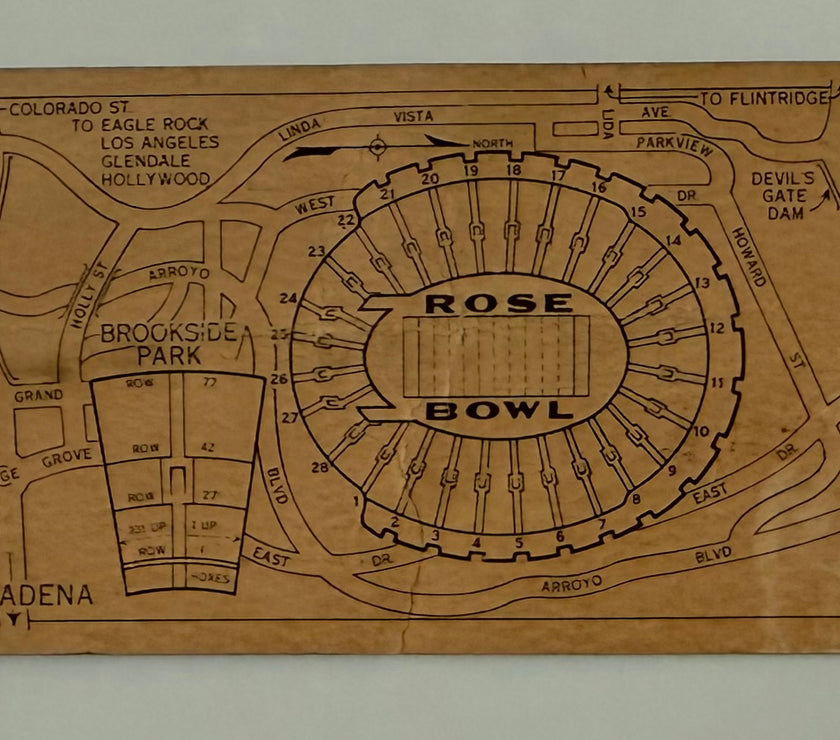 COLORADO ST.
TO EAGLE ROCK
LOS ANGELES
GLENDALE
HOLLYWOOD
LINDA VISTA AVE.
LIDA
TO FLINTRIDGE
PARKVIEW
NORTH
DEVIL'S
GATE
DAM
WEST DR
HOWARD ST
HOLLY ST
ARROYO BLVD
BROOKSIDE
PARK
GRAND
GROVE
ROSE
BOWL
1
2
3
4
5
6
7
8
9
10
11
12
13
14
15
16
17
18
19
20
21
22
23
24
25
26
27
28
ROW 77
ROW 42
ROW 27
UP 1 UP
ROW 1
EAST DR.
EAST DR.
ARROYO BLVD
ADENA